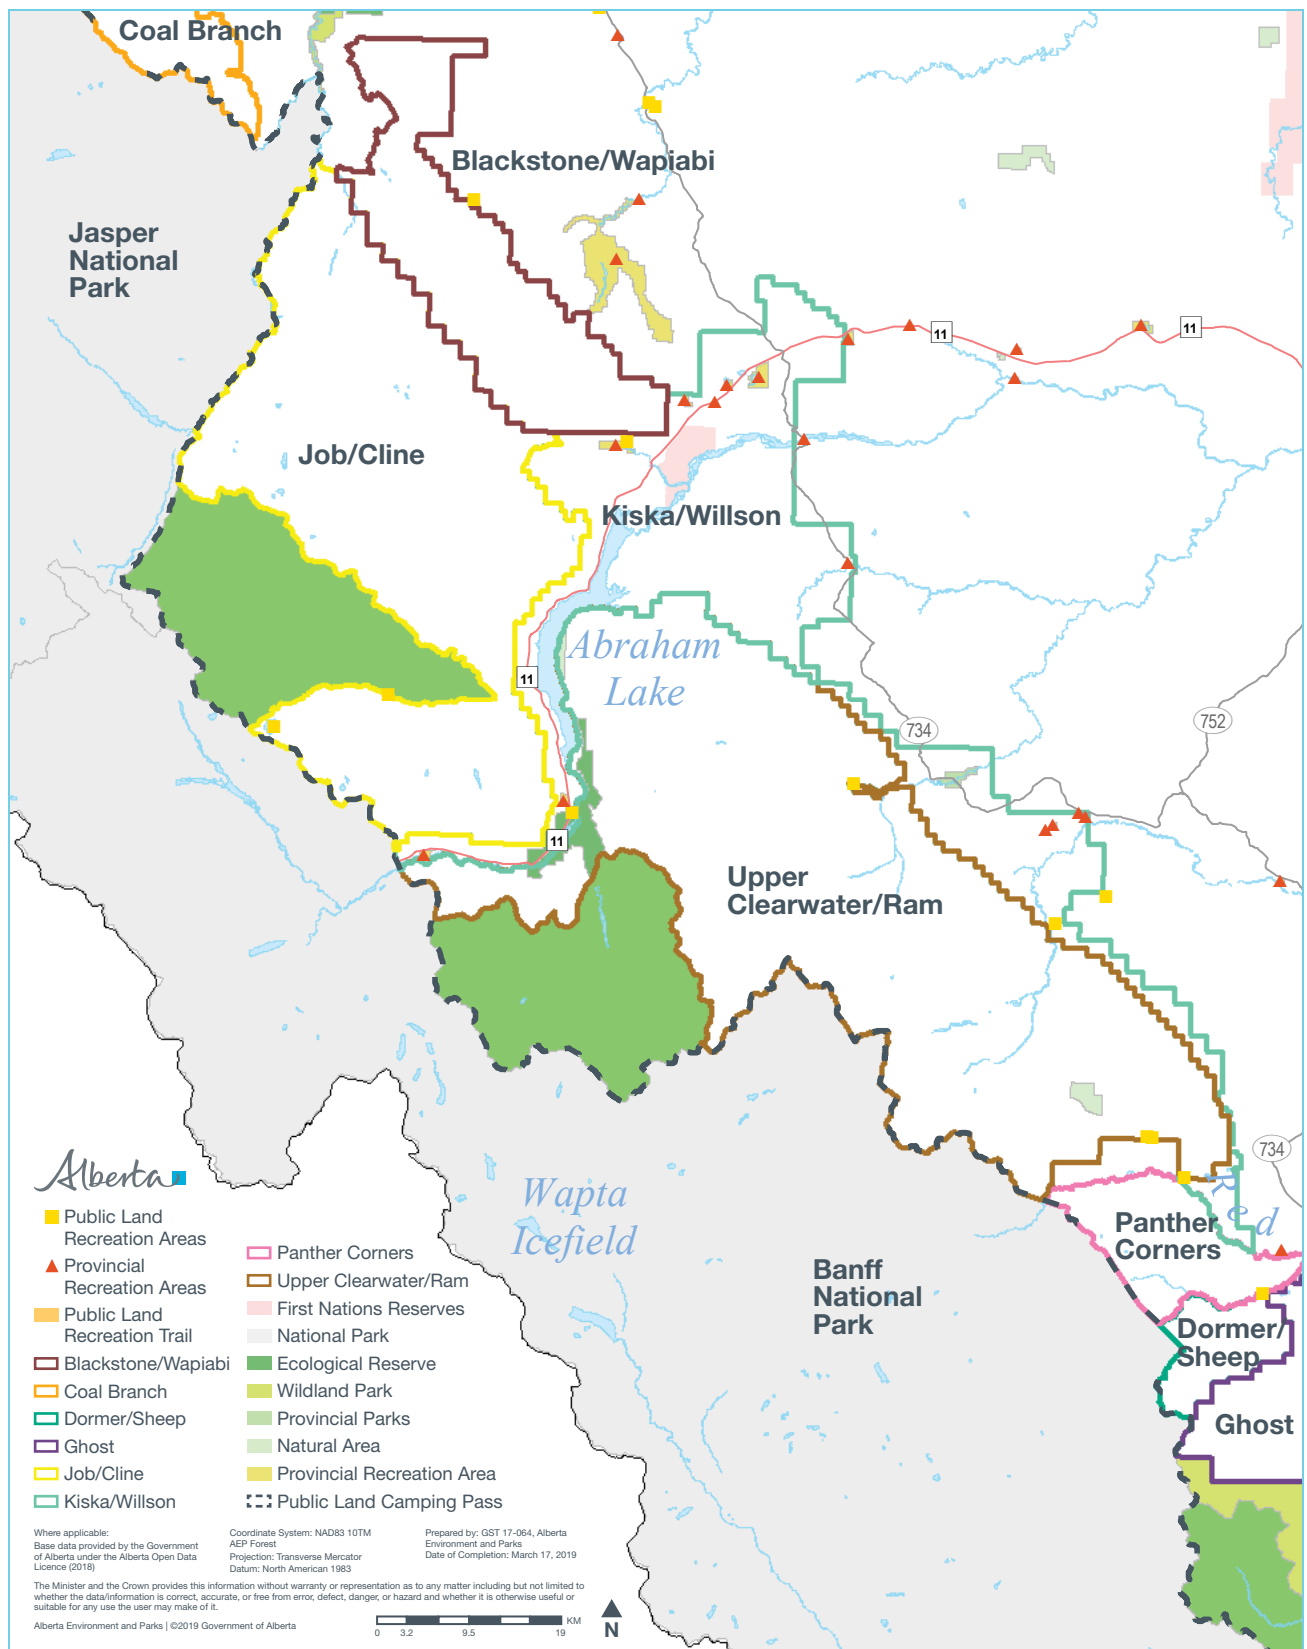 Coal Branch
Blackstone/Wapiabi
Jasper
National
Park
11
11
Job/Cline
Kiska/Willson
Abraham
Lake
11
734
752
11
Upper
Clearwater/Ram
734
Red
Wapta
Icefield
Panther
Corners
Banff
National
Park
Dormer/
Sheep
Ghost
Alberta
Public Land
Recreation Areas
Provincial
Recreation Areas
Public Land
Recreation Trail
Blackstone/Wapiabi
Coal Branch
Dormer/Sheep
Ghost
Job/Cline
Kiska/Willson
Panther Corners
Upper Clearwater/Ram
First Nations Reserves
National Park
Ecological Reserve
Wildland Park
Provincial Parks
Natural Area
Provincial Recreation Area
Public Land Camping Pass
Where applicable:
Base data provided by the Government
of Alberta under the Alberta Open Data
Licence (2018)
Coordinate System: NAD83 10TM
AEP Forest
Projection: Transverse Mercator
Datum: North American 1983
Prepared by: GST 17-064, Alberta
Environment and Parks
Date of Completion: March 17, 2019
The Minister and the Crown provides this information without warranty or representation as to any matter including but not limited to
whether the data/information is correct, accurate, or free from error, defect, danger, or hazard and whether it is otherwise useful or
suitable for any use the user may make of it.
Alberta Environment and Parks | ©2019 Government of Alberta
KM
0 3.2 9.5 19
N